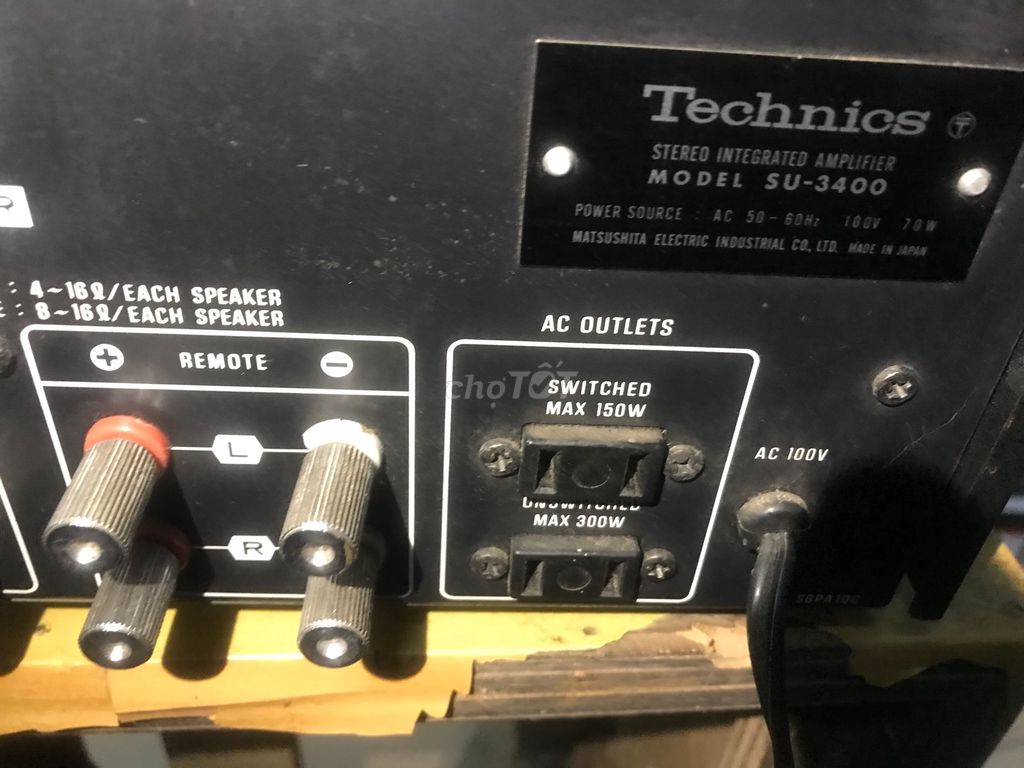 Technics
STEREO INTEGRATED AMPLIFIER
MODEL SU-3400
POWER SOURCE : AC 50-60Hz 100V 70W
MATSUSHITA ELECTRIC INDUSTRIAL CO., LTD. MADE IN JAPAN
R
: 4~16Ω/EACH SPEAKER
E : 8~16Ω/EACH SPEAKER
+ REMOTE −
L
R
AC OUTLETS
chợTỐT
SWITCHED
MAX 150W
UNSWITCHED
MAX 300W
AC 100V
SGPA10C